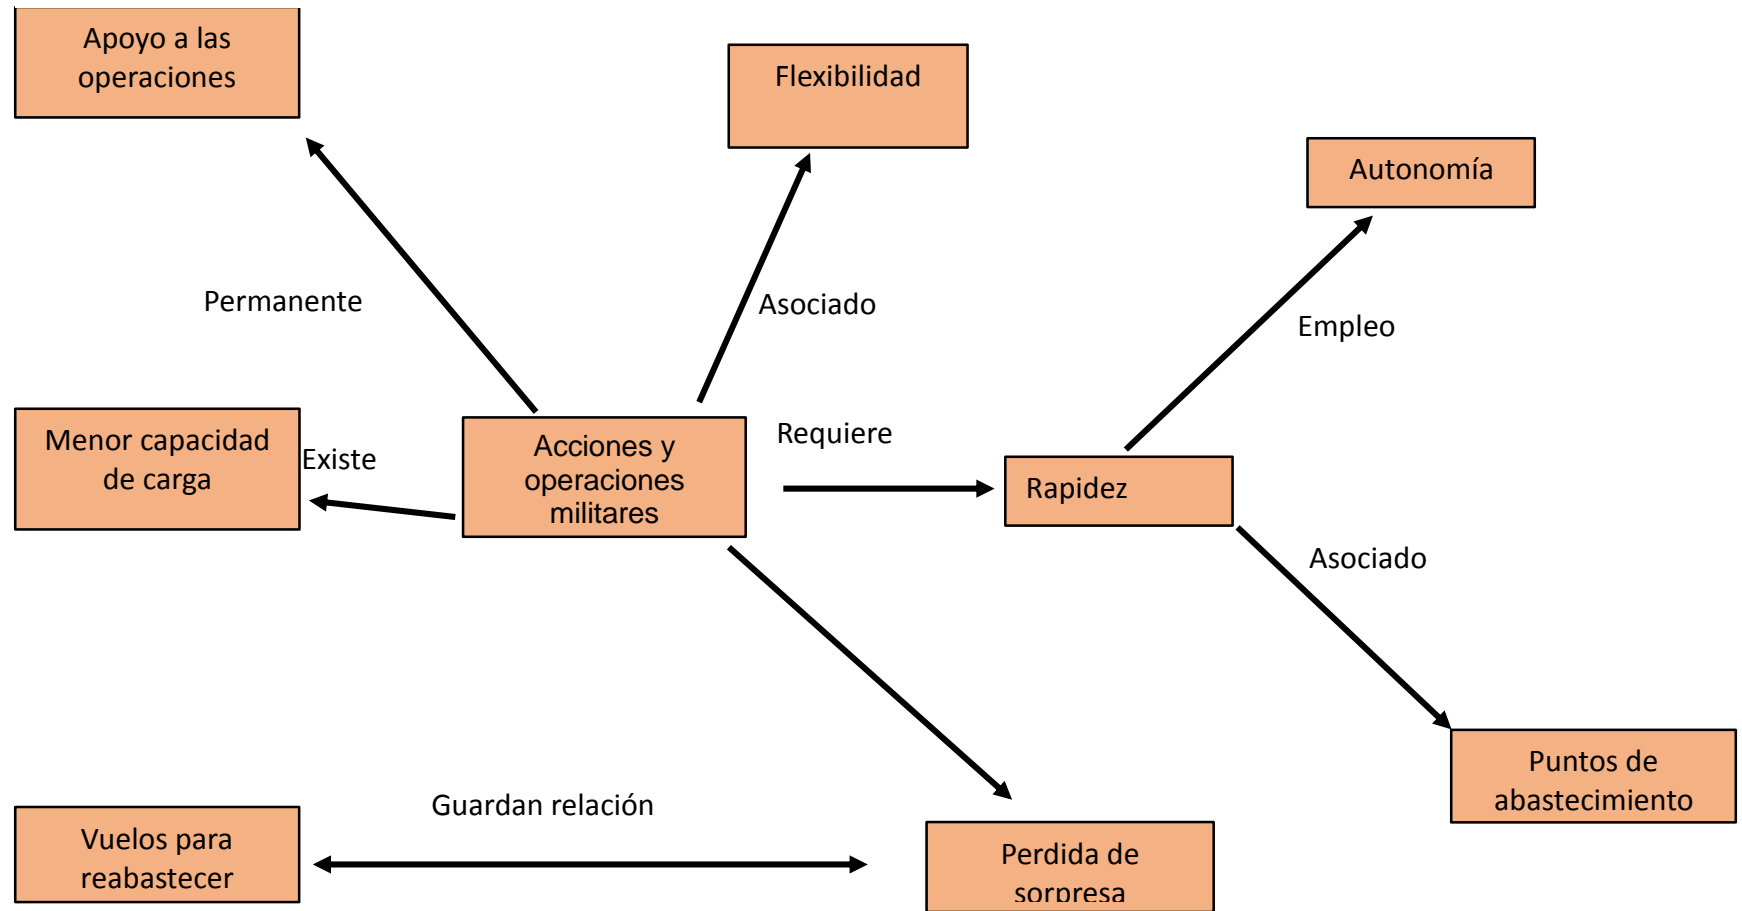 Apoyo a las
operaciones
Flexibilidad
Autonomía
Permanente
Asociado
Empleo
Menor capacidad
de carga
Existe
Acciones y
operaciones
militares
Requiere
Rapidez
Asociado
Puntos de
abastecimiento
Guardan relación
Vuelos para
reabastecer
Perdida de
sorpresa